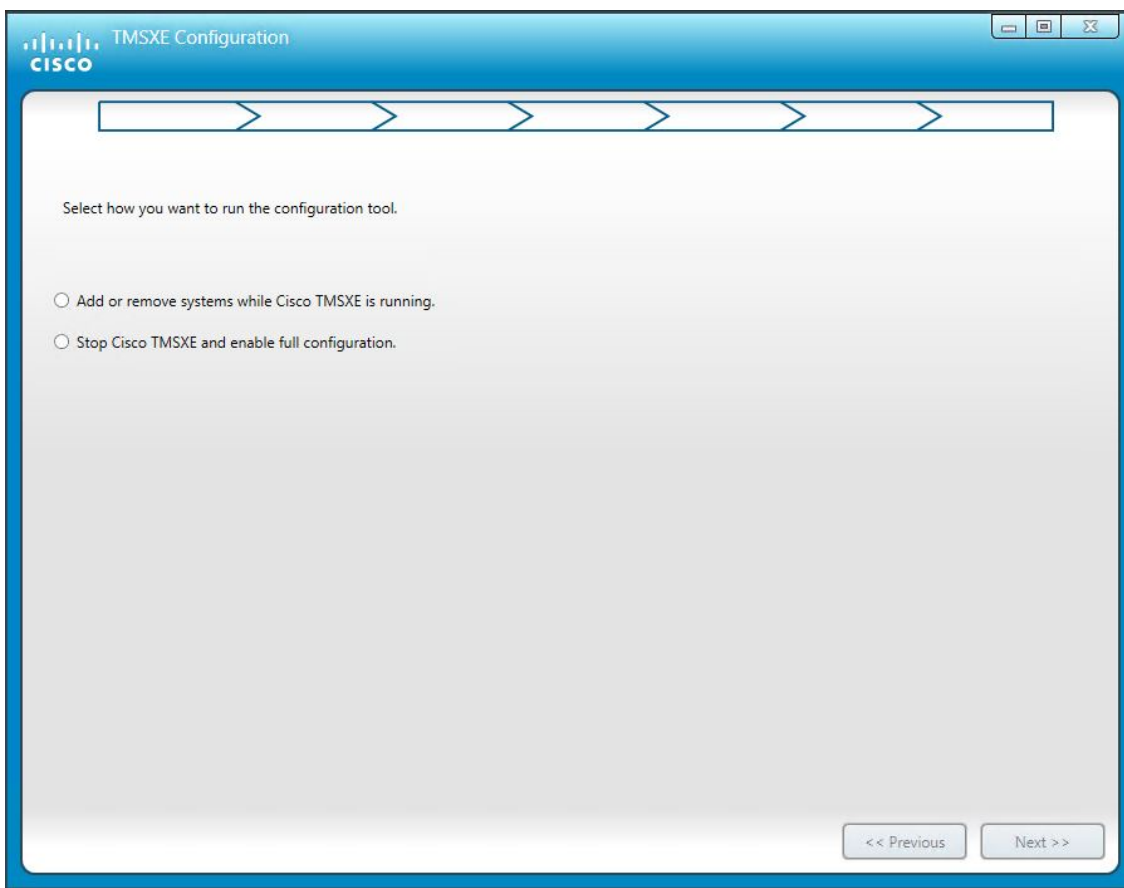 TMSXE Configuration
CISCO
Select how you want to run the configuration tool.
Add or remove systems while Cisco TMSXE is running.
Stop Cisco TMSXE and enable full configuration.
<< Previous
Next >>